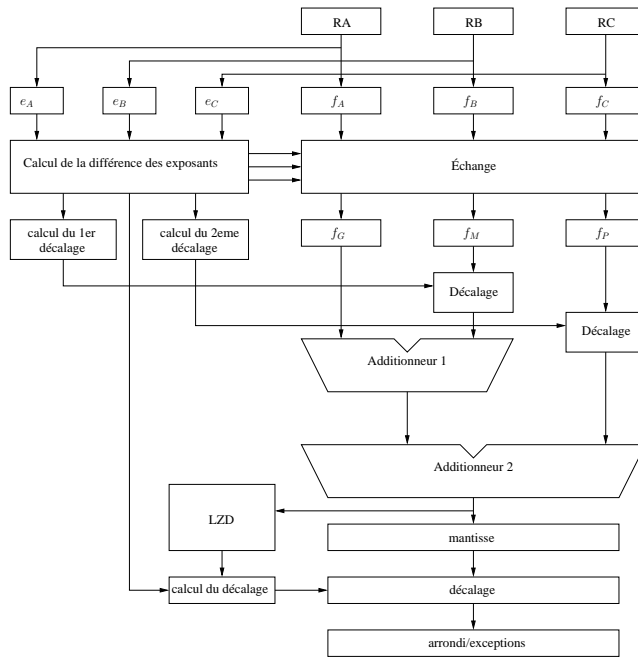 RA RB RC
e_A e_B e_C f_A f_B f_C
Calcul de la différence des exposants
Échange
calcul du 1er
décalage
calcul du 2eme
décalage
f_G f_M f_P
Décalage
Décalage
Additionneur 1
Additionneur 2
LZD
mantisse
calcul du décalage
décalage
arrondi/exceptions